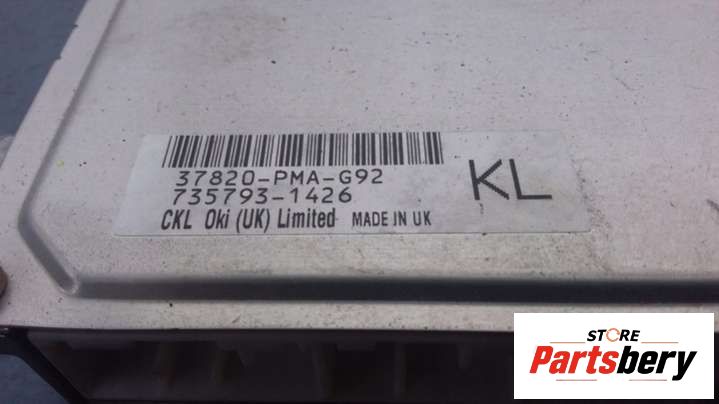 37820-PMA-G92
735793-1426
KL
CKL Oki (UK) Limited MADE IN UK
STORE
Partsbery